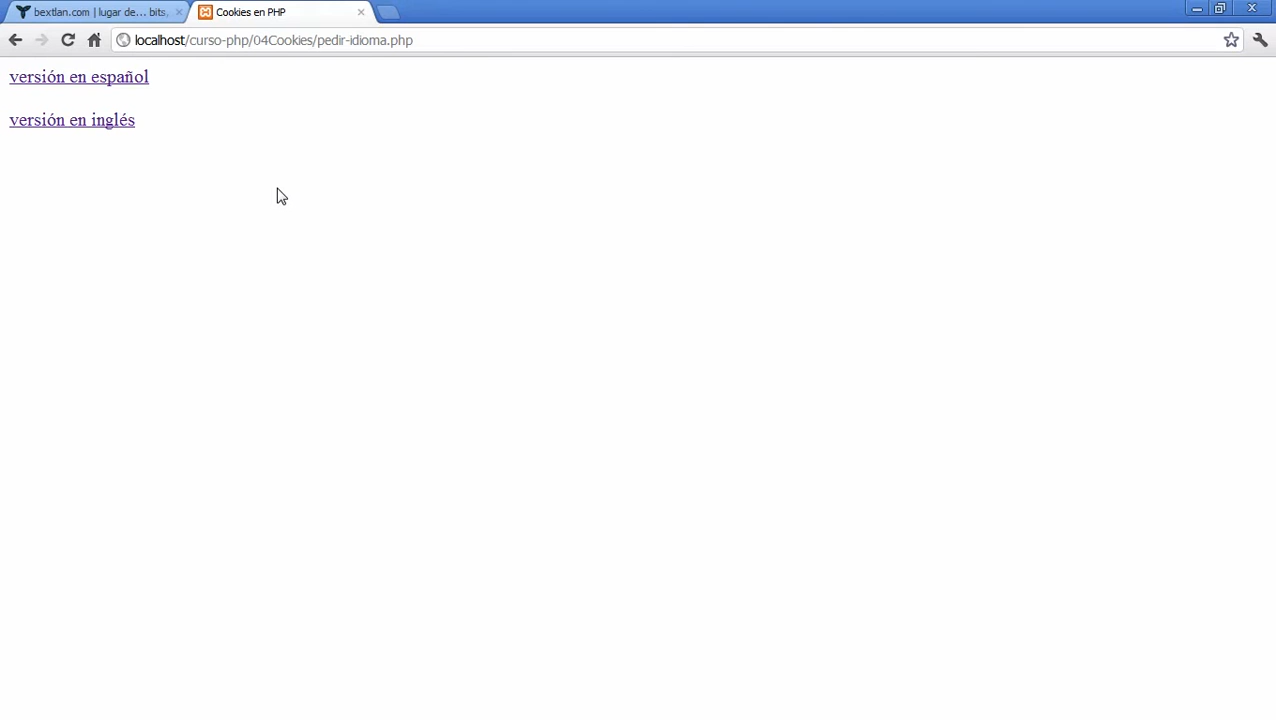 bextlan.com | lugar de... bits,
Cookies en PHP
localhost/curso-php/04Cookies/pedir-idioma.php
versión en español
versión en inglés